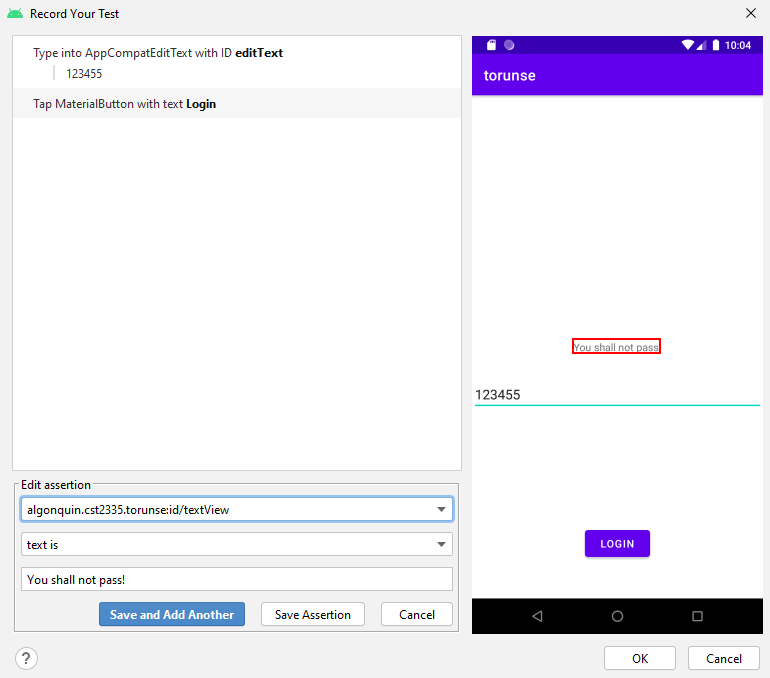 Record Your Test
Type into AppCompatEditText with ID editText
123455
Tap MaterialButton with text Login
Edit assertion
algonquin.cst2335.torunse:id/textView
text is
You shall not pass!
Save and Add Another
Save Assertion
Cancel
10:04
torunse
You shall not pass
123455
LOGIN
?
OK
Cancel